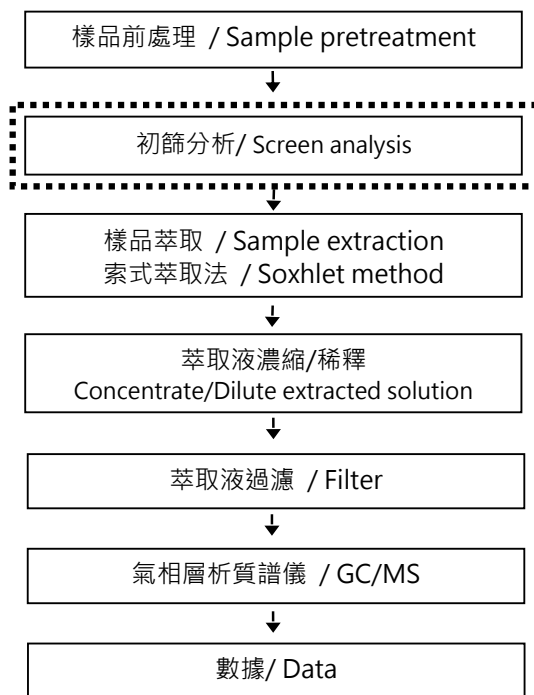 樣品前處理 / Sample pretreatment
初篩分析/ Screen analysis
樣品萃取 / Sample extraction
索式萃取法 / Soxhlet method
萃取液濃縮/稀釋
Concentrate/Dilute extracted solution
萃取液過濾 / Filter
氣相層析質譜儀 / GC/MS
數據/ Data